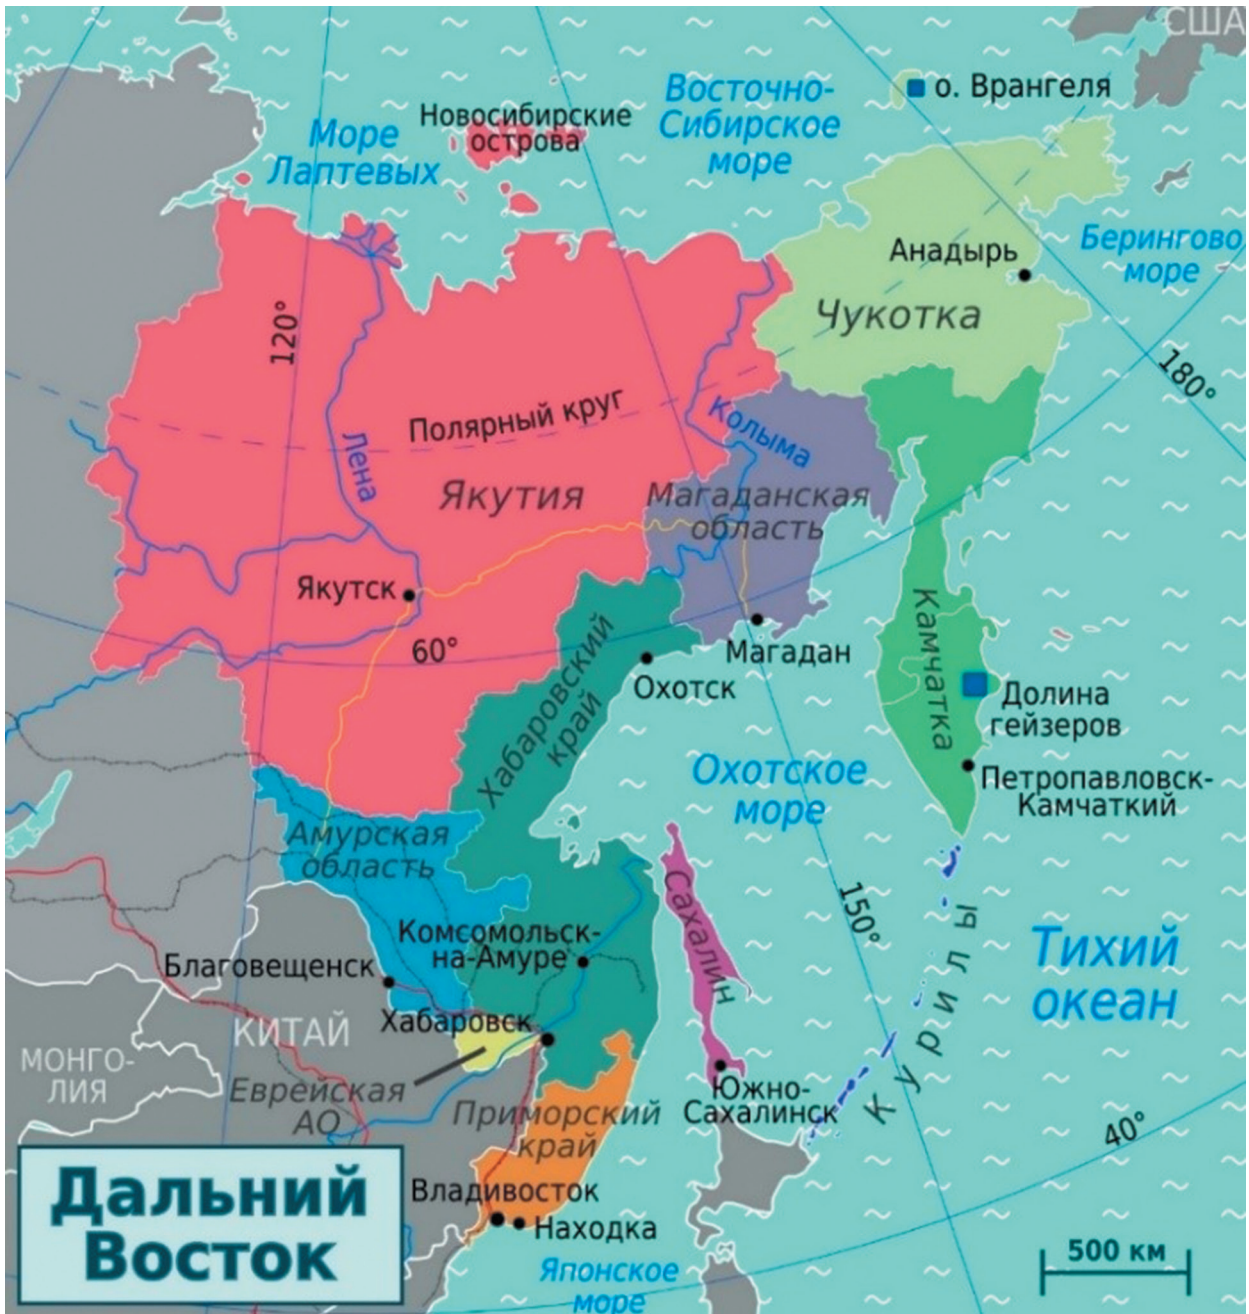 США
о. Врангеля
Восточно-
Сибирское
море
Новосибирские
острова
Море
Лаптевых
Берингово
море
Анадырь
Чукотка
120°
180°
Полярный круг
Колыма
Лена
Якутия
Магаданская
область
Якутск
60°
Хабаровский
край
Магадан
Охотск
Камчатка
Долина
гейзеров
Охотское
море
Петропавловск-
Камчаткий
Амурская
область
Сахалин
150°
Курилы
Тихий
океан
Комсомольск-
на-Амуре
Благовещенск
Хабаровск
КИТАЙ
МОНГО-
ЛИЯ
Еврейская
АО
Приморский
край
Южно-
Сахалинск
40°
Дальний
Восток
Владивосток
Находка
Японское
море
500 км